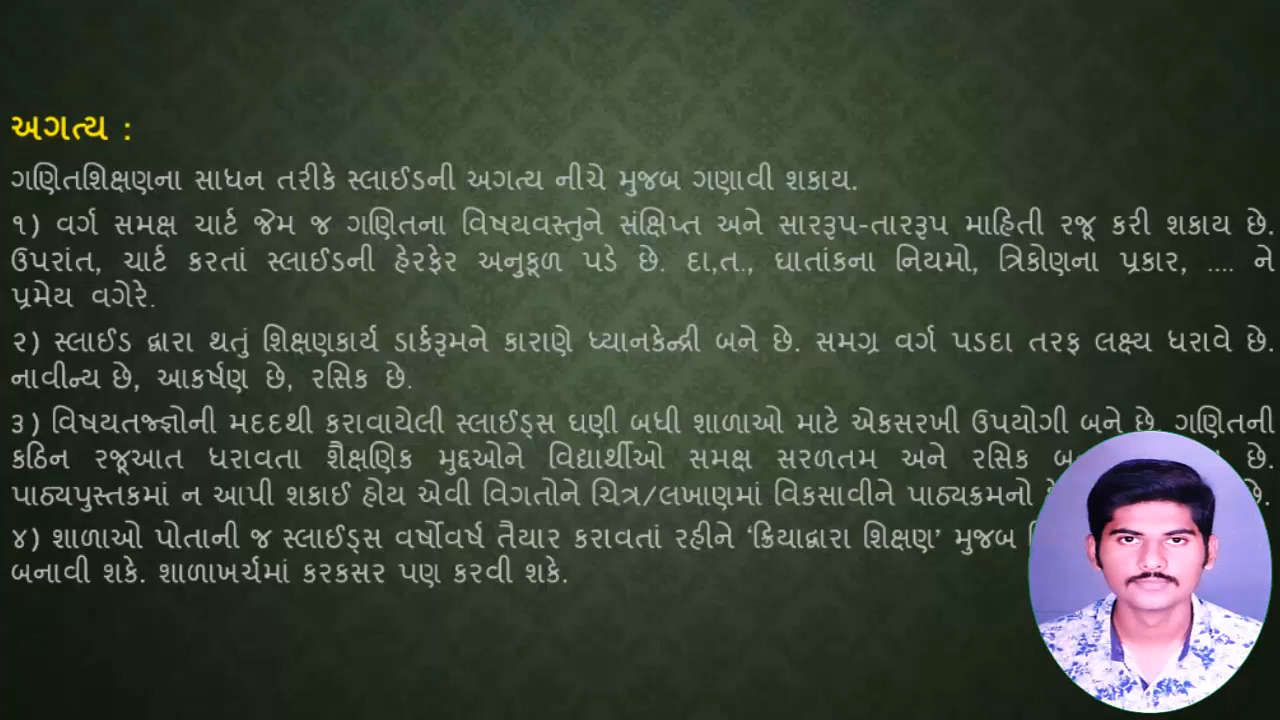 અગત્ય :
ગણિતશિક્ષણના સાધન તરીકે સ્લાઈડની અગત્ય નીચે મુજબ ગણાવી શકાય.
૧) વર્ગ સમક્ષ ચાર્ટ જેમ જ ગણિતના વિષયવસ્તુને સંક્ષિપ્ત અને સારરૂપ-તારરૂપ માહિતી રજૂ કરી શકાય છે.
ઉપરાંત, ચાર્ટ કરતાં સ્લાઈડની હેરફેર અનુકૂળ પડે છે. દા,ત., ઘાતાંકના નિયમો, ત્રિકોણના પ્રકાર, .... ને
પ્રમેય વગેરે.
૨) સ્લાઈડ દ્વારા થતું શિક્ષણકાર્ય ડાર્કરૂમને કારણે ધ્યાનકેન્દ્રી બને છે. સમગ્ર વર્ગ પડદા તરફ લક્ષ્ય ધરાવે છે.
નાવીન્ય છે, આકર્ષણ છે, રસિક છે.
૩) વિષયતજ્જ્ઞોની મદદથી કરાવાયેલી સ્લાઈડ્સ ઘણી બધી શાળાઓ માટે એકસરખી ઉપયોગી બને છે. ગણિતની
કઠિન રજૂઆત ધરાવતા શૈક્ષણિક મુદ્દઓને વિદ્યાર્થીઓ સમક્ષ સરળતમ અને રસિક છે.
પાઠ્યપુસ્તકમાં ન આપી શકાઈ હોય એવી વિગતોને ચિત્ર/લખાણમાં વિકસાવીને પાઠ્યક્રમનો છે.
૪) શાળાઓ પોતાની જ સ્લાઈડ્સ વર્ષોવર્ષ તૈયાર કરાવતાં રહીને ‘ક્રિયાદ્વારા શિક્ષણ’ મુજબ
બનાવી શકે. શાળાખર્ચમાં કરકસર પણ કરવી શકે.